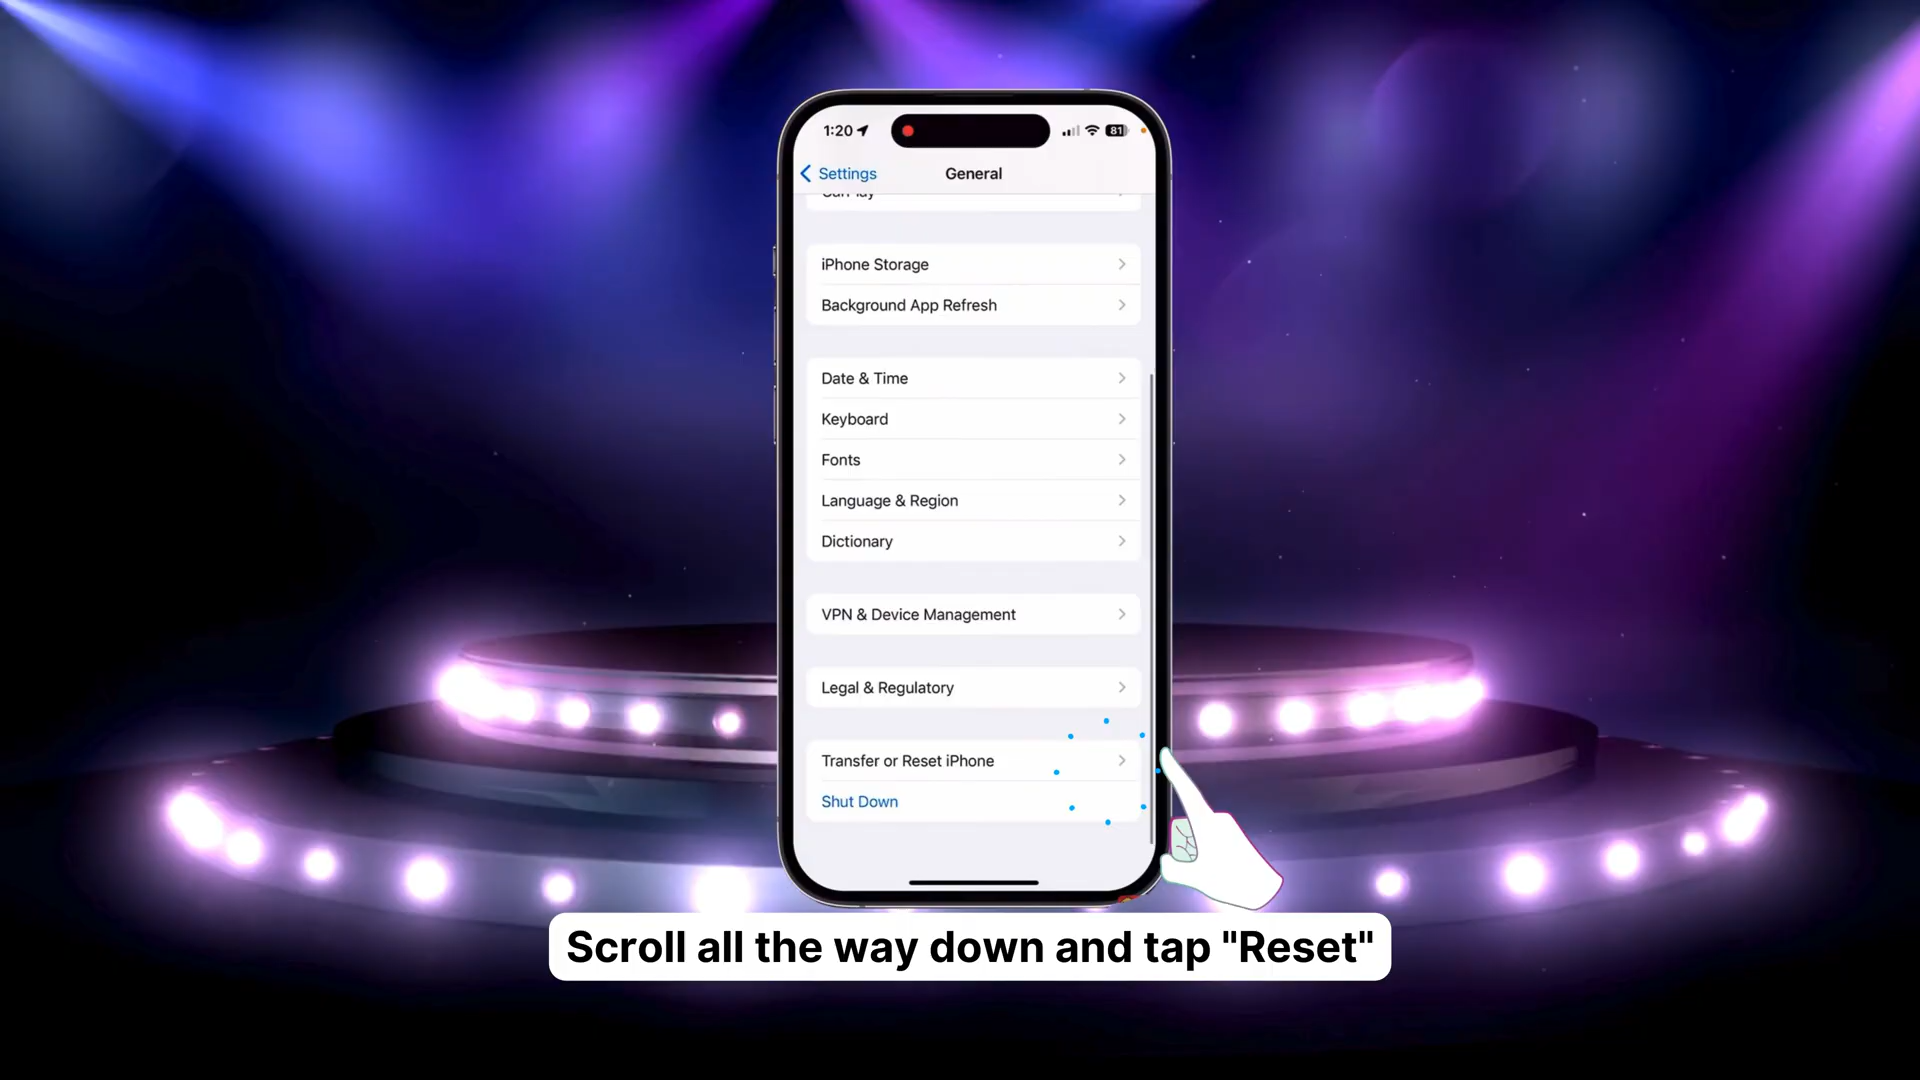 1:20
81
Settings
General
iPhone Storage
Background App Refresh
Date & Time
Keyboard
Fonts
Language & Region
Dictionary
VPN & Device Management
Legal & Regulatory
Transfer or Reset iPhone
Shut Down
Scroll all the way down and tap "Reset"